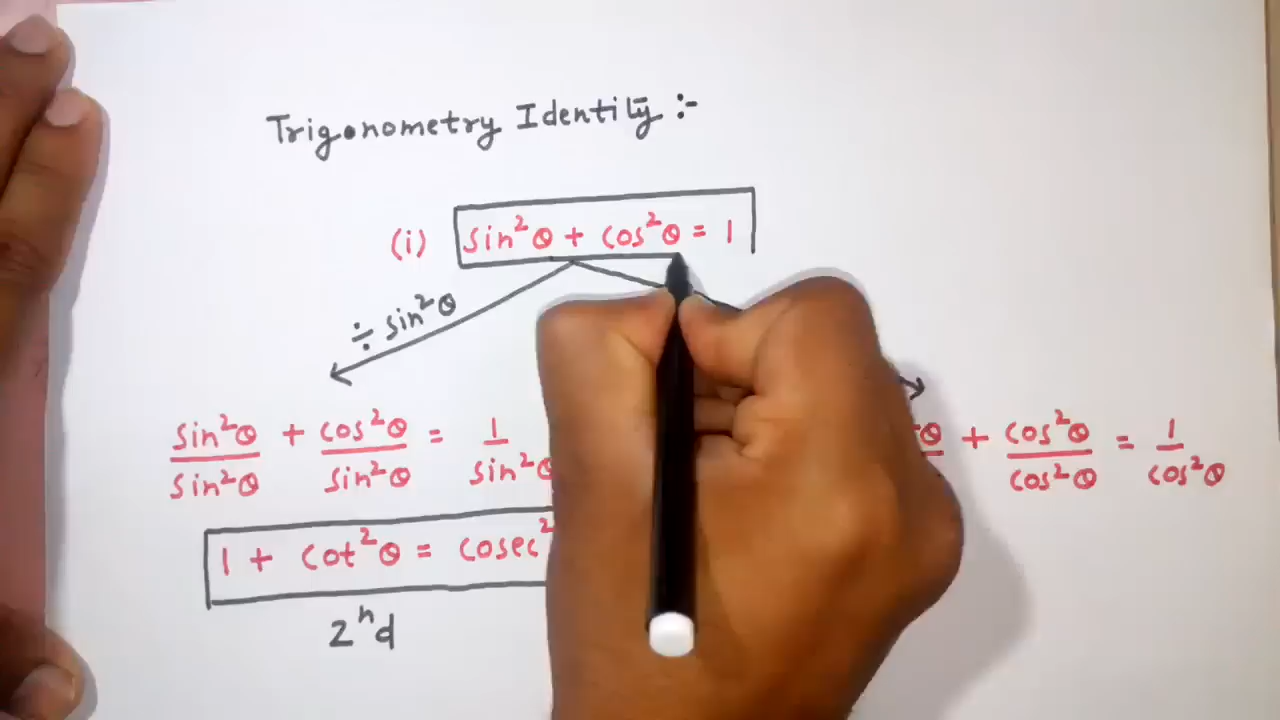 Trigonometry Identity :-
(i) sin²θ + cos²θ = 1
÷ sin²θ
sin²θ/sin²θ + cos²θ/sin²θ = 1/sin²θ
θ + cos²θ/cos²θ = 1/cos²θ
1 + cot²θ = cosec²
2nd